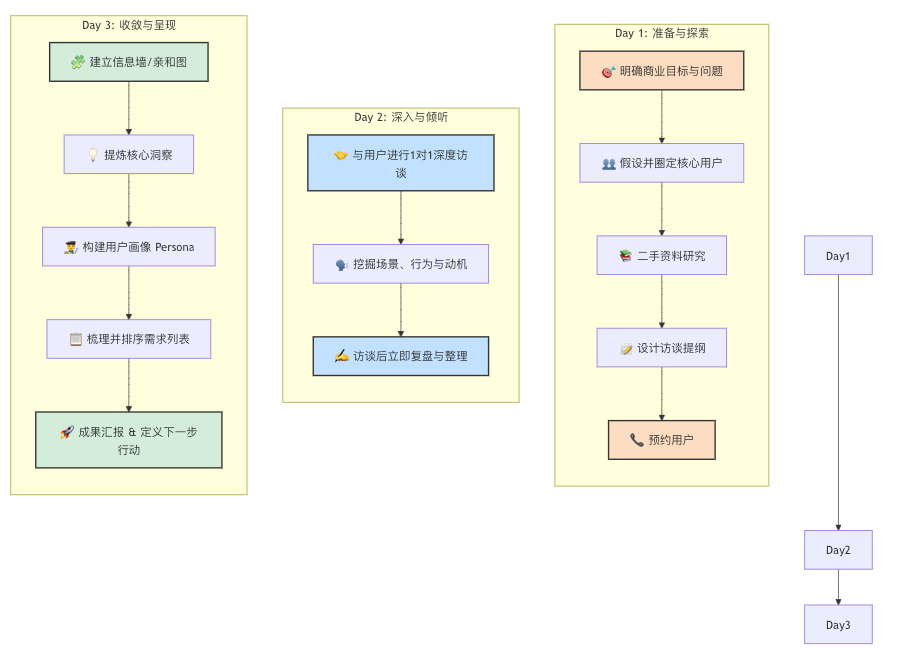 Day 3: 收敛与呈现
建立信息墙/亲和图
提炼核心洞察
构建用户画像 Persona
梳理并排序需求列表
成果汇报 & 定义下一步
行动
Day 2: 深入与倾听
与用户进行1对1深度访
谈
挖掘场景、行为与动机
访谈后立即复盘与整理
Day 1: 准备与探索
明确商业目标与问题
假设并圈定核心用户
二手资料研究
设计访谈提纲
预约用户
Day1
Day2
Day3